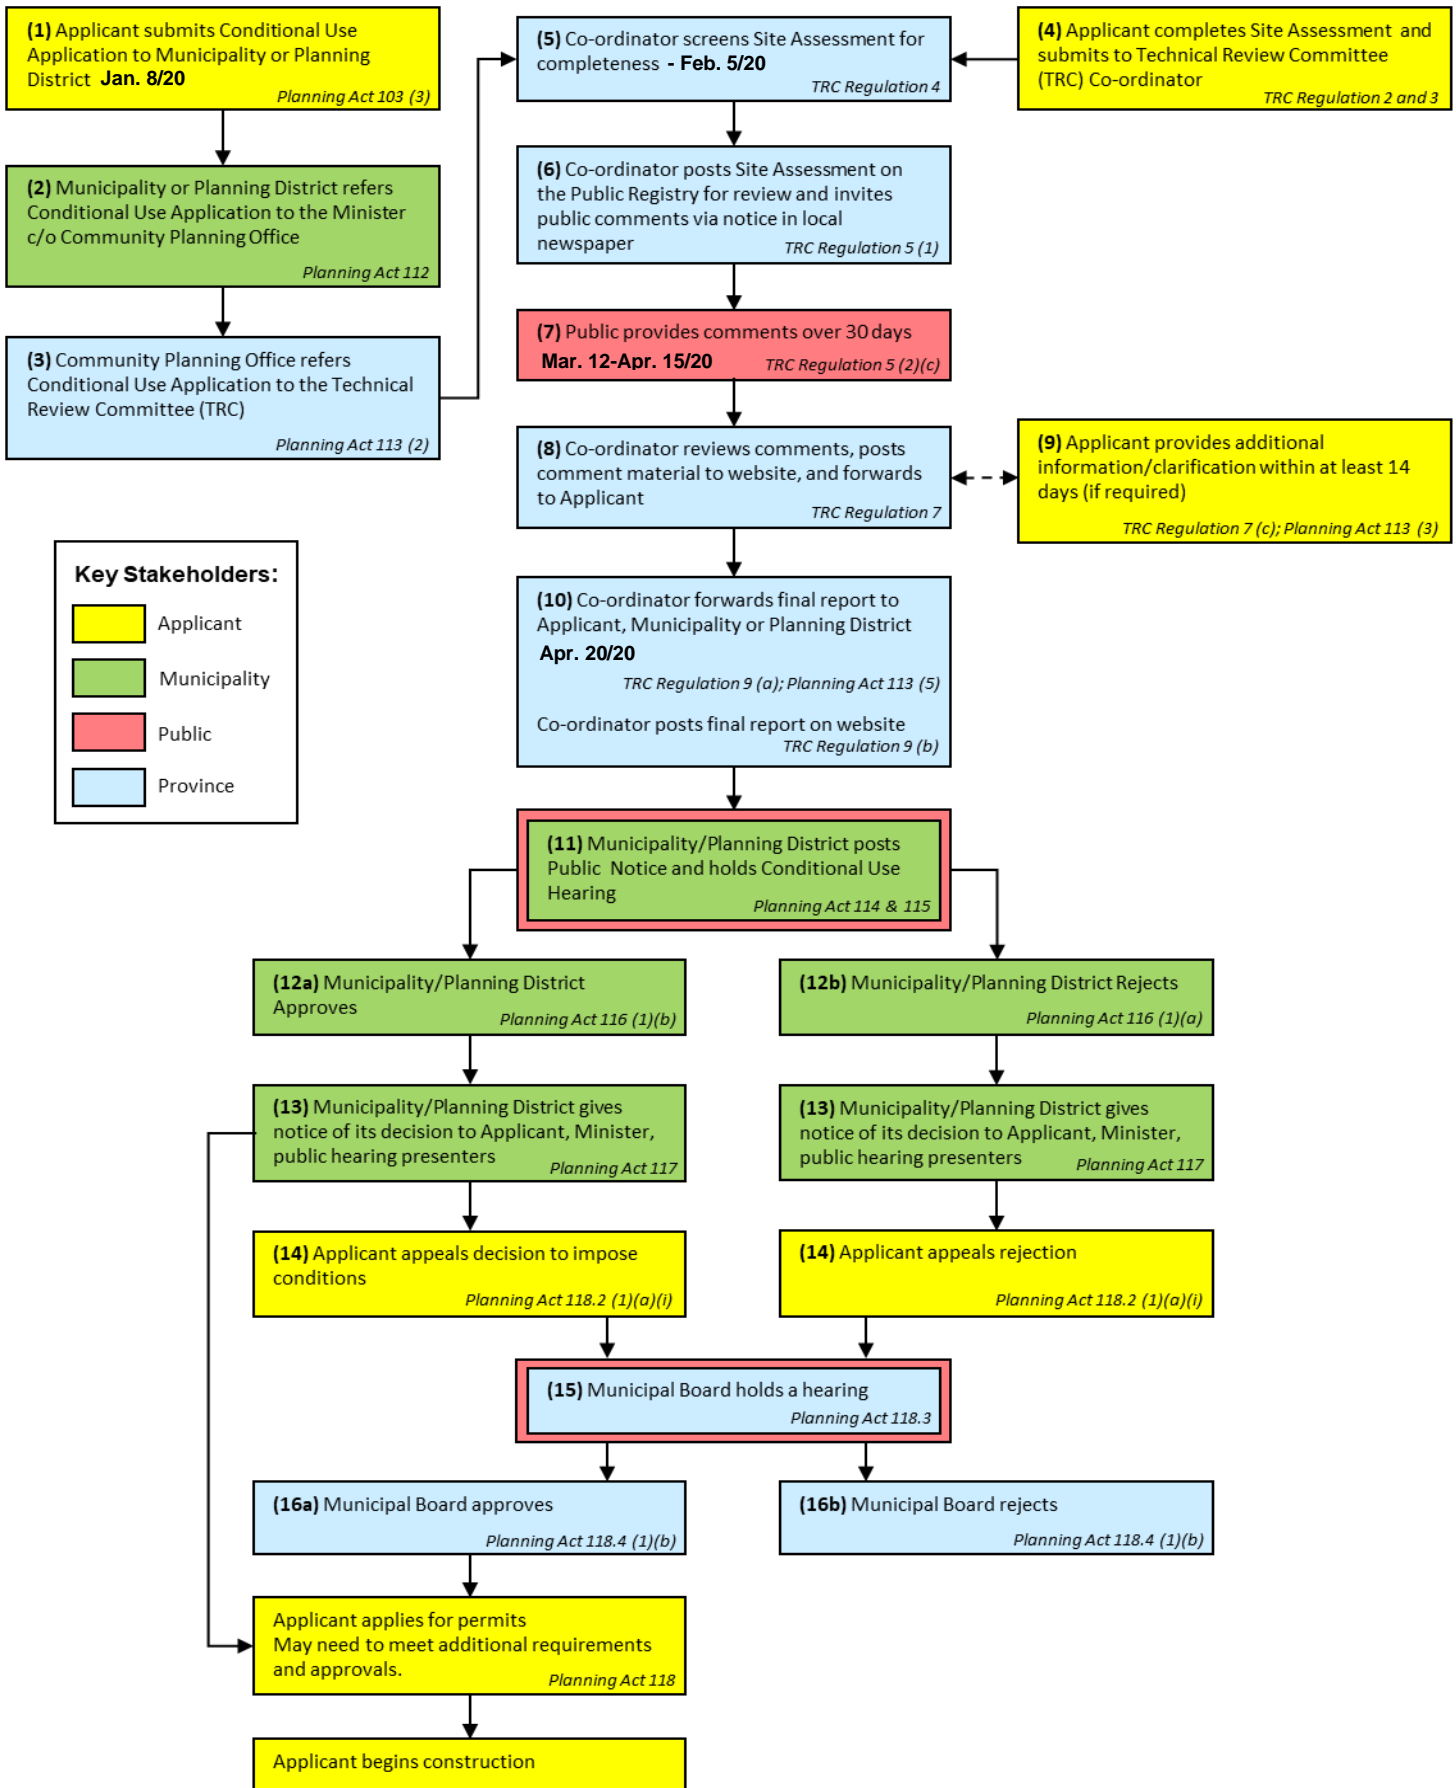 (1) Applicant submits Conditional Use
Application to Municipality or Planning
District Jan. 8/20
Planning Act 103 (3)
(2) Municipality or Planning District refers
Conditional Use Application to the Minister
c/o Community Planning Office
Planning Act 112
(3) Community Planning Office refers
Conditional Use Application to the Technical
Review Committee (TRC)
Planning Act 113 (2)
(4) Applicant completes Site Assessment and
submits to Technical Review Committee
(TRC) Co-ordinator
TRC Regulation 2 and 3
(5) Co-ordinator screens Site Assessment for
completeness - Feb. 5/20
TRC Regulation 4
(6) Co-ordinator posts Site Assessment on
the Public Registry for review and invites
public comments via notice in local
newspaper
TRC Regulation 5 (1)
(7) Public provides comments over 30 days
Mar. 12-Apr. 15/20
TRC Regulation 5 (2)(c)
(8) Co-ordinator reviews comments, posts
comment material to website, and forwards
to Applicant
TRC Regulation 7
(9) Applicant provides additional
information/clarification within at least 14
days (if required)
TRC Regulation 7 (c); Planning Act 113 (3)
Key Stakeholders:
Applicant
Municipality
Public
Province
(10) Co-ordinator forwards final report to
Applicant, Municipality or Planning District
Apr. 20/20
TRC Regulation 9 (a); Planning Act 113 (5)
Co-ordinator posts final report on website
TRC Regulation 9 (b)
(11) Municipality/Planning District posts
Public Notice and holds Conditional Use
Hearing
Planning Act 114 & 115
(12a) Municipality/Planning District
Approves
Planning Act 116 (1)(b)
(12b) Municipality/Planning District Rejects
Planning Act 116 (1)(a)
(13) Municipality/Planning District gives
notice of its decision to Applicant, Minister,
public hearing presenters
Planning Act 117
(13) Municipality/Planning District gives
notice of its decision to Applicant, Minister,
public hearing presenters
Planning Act 117
(14) Applicant appeals decision to impose
conditions
Planning Act 118.2 (1)(a)(i)
(14) Applicant appeals rejection
Planning Act 118.2 (1)(a)(i)
(15) Municipal Board holds a hearing
Planning Act 118.3
(16a) Municipal Board approves
Planning Act 118.4 (1)(b)
(16b) Municipal Board rejects
Planning Act 118.4 (1)(b)
Applicant applies for permits
May need to meet additional requirements
and approvals.
Planning Act 118
Applicant begins construction